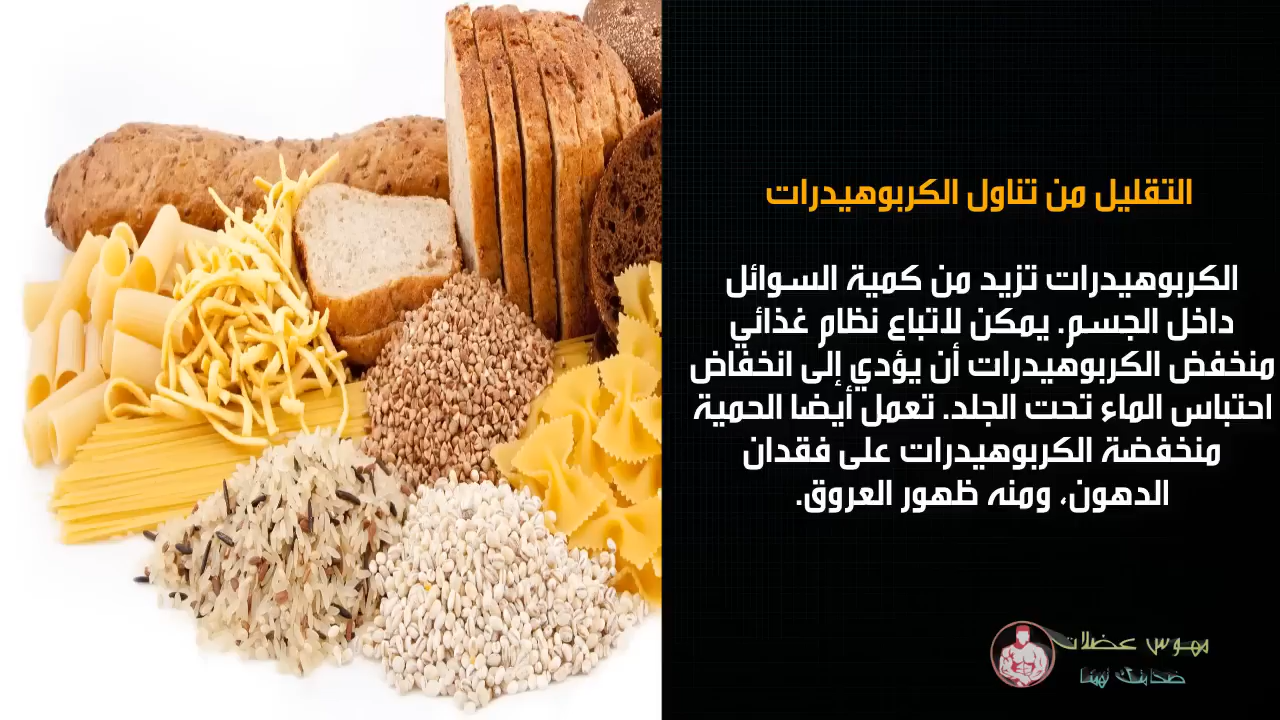 التقليل من تناول الكربوهيدرات
الكربوهيدرات تزيد من كمية السوائل
داخل الجسم. يمكن لاتباع نظام غذائي
منخفض الكربوهيدرات أن يؤدي إلى انخفاض
احتباس الماء تحت الجلد. تعمل أيضا الحمية
منخفضة الكربوهيدرات على فقدان
الدهون، ومنه ظهور العروق.
مهوس عضلات
صحابتك تهمنا